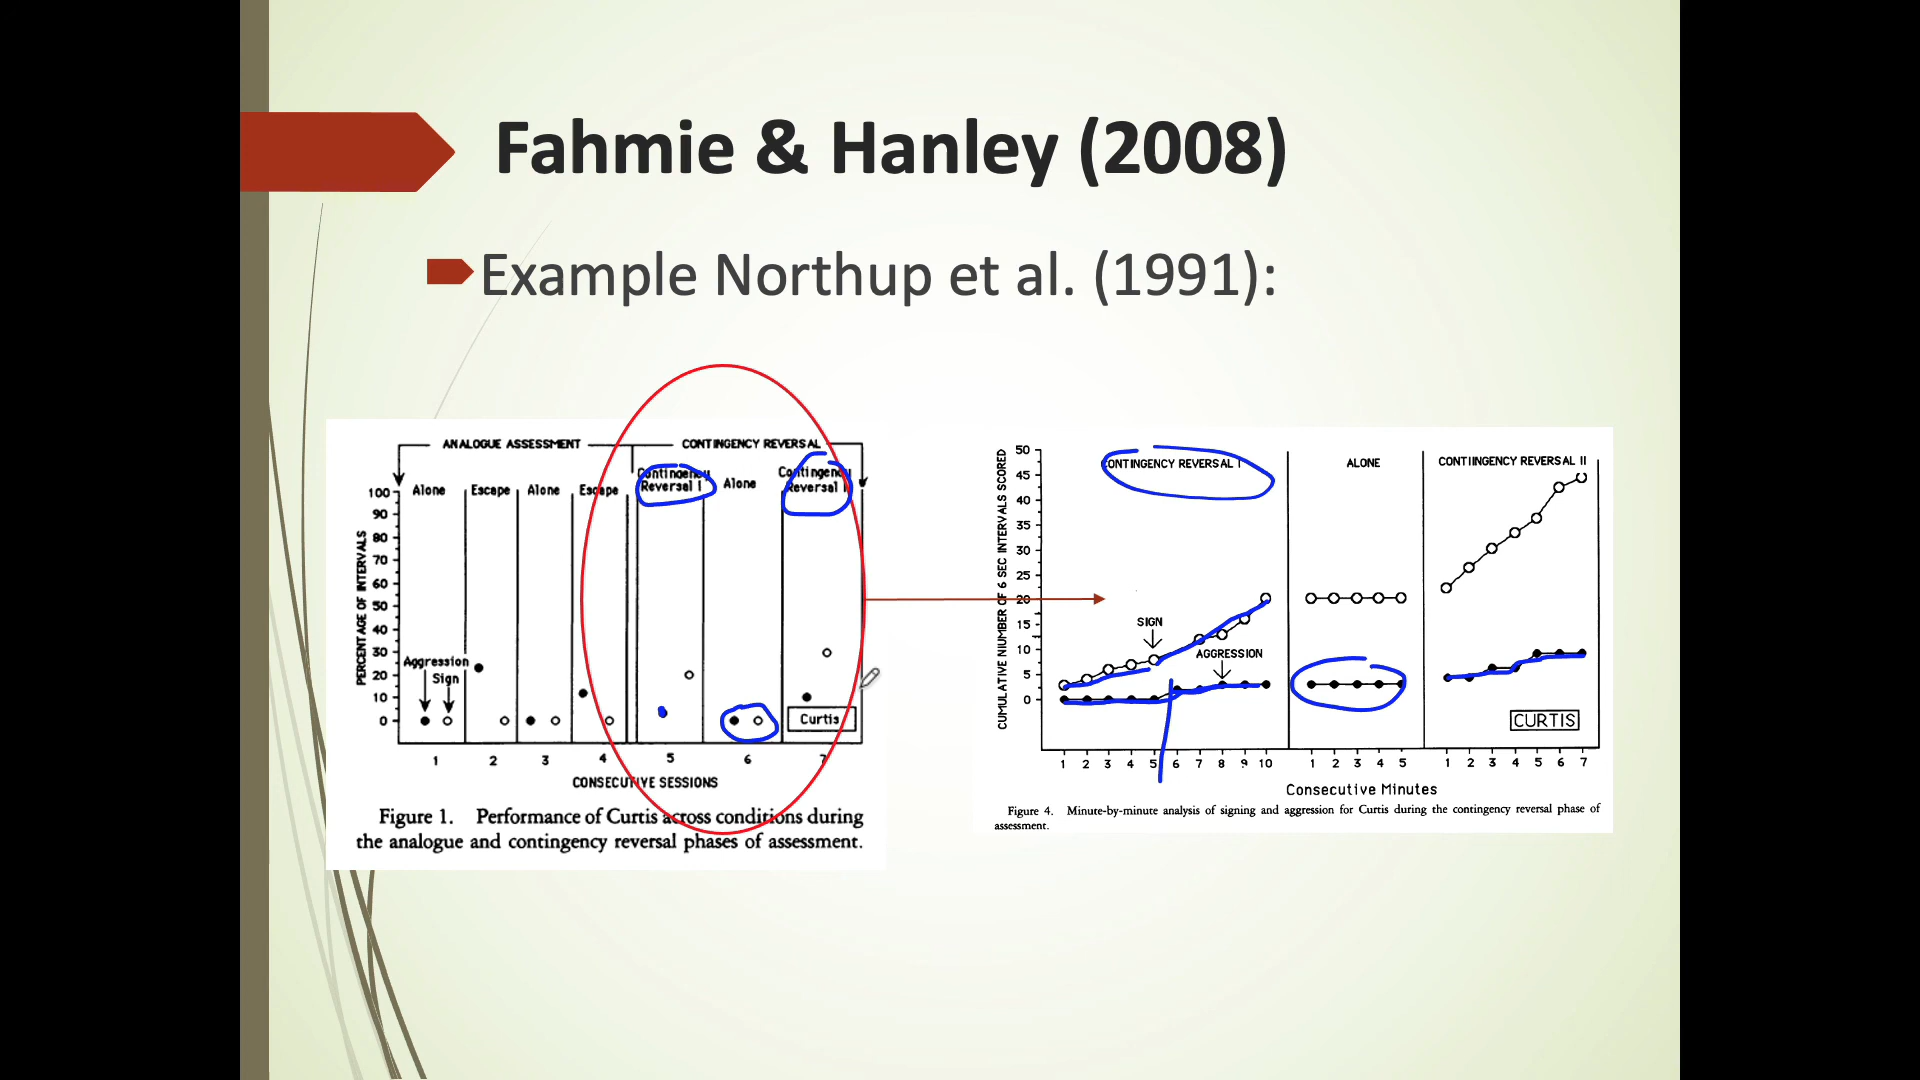 Fahmie & Hanley (2008)
Example Northup et al. (1991):
ANALOGUE ASSESSMENT
CONTINGENCY REVERSAL
Alone
Escape
Alone
Escape
Contingency
Reversal I
Alone
Contingency
Reversal
PERCENTAGE OF INTERVALS
100
90
80
70
60
50
40
30
20
10
0
Aggression
Sign
Curtis
1 2 3 4 5 6 7
CONSECUTIVE SESSIONS
Figure 1. Performance of Curtis across conditions during
the analogue and contingency reversal phases of assessment.
CUMULATIVE NUMBER OF 6 SEC INTERVALS SCORED
50
45
40
35
30
25
20
15
10
5
0
CONTINGENCY REVERSAL I
ALONE
CONTINGENCY REVERSAL II
SIGN
AGGRESSION
CURTIS
1 2 3 4 5 6 7 8 9 10 1 2 3 4 5 1 2 3 4 5 6 7
Consecutive Minutes
Figure 4. Minute-by-minute analysis of signing and aggression for Curtis during the contingency reversal phase of
assessment.